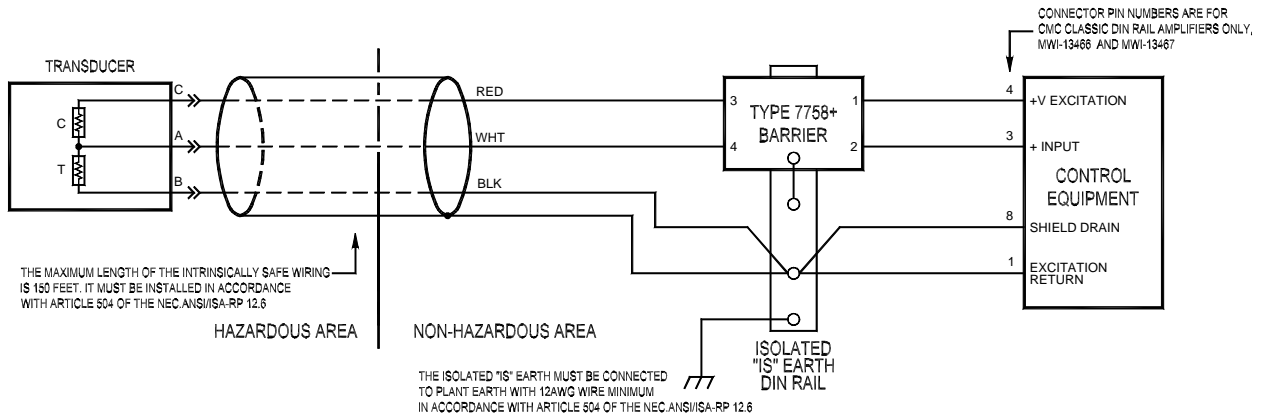 CONNECTOR PIN NUMBERS ARE FOR
CMC CLASSIC DIN RAIL AMPLIFIERS ONLY,
MWI-13466 AND MWI-13467
TRANSDUCER
C
C
A
T
B
RED
WHT
BLK
3
4
TYPE 7758+
BARRIER
1
2
4
+V EXCITATION
3
+ INPUT
CONTROL
EQUIPMENT
8
SHIELD DRAIN
1
EXCITATION
RETURN
THE MAXIMUM LENGTH OF THE INTRINSICALLY SAFE WIRING
IS 150 FEET. IT MUST BE INSTALLED IN ACCORDANCE
WITH ARTICLE 504 OF THE NEC.ANSI/ISA-RP 12.6
HAZARDOUS AREA
NON-HAZARDOUS AREA
ISOLATED
"IS" EARTH
DIN RAIL
THE ISOLATED "IS" EARTH MUST BE CONNECTED
TO PLANT EARTH WITH 12AWG WIRE MINIMUM
IN ACCORDANCE WITH ARTICLE 504 OF THE NEC.ANSI/ISA-RP 12.6